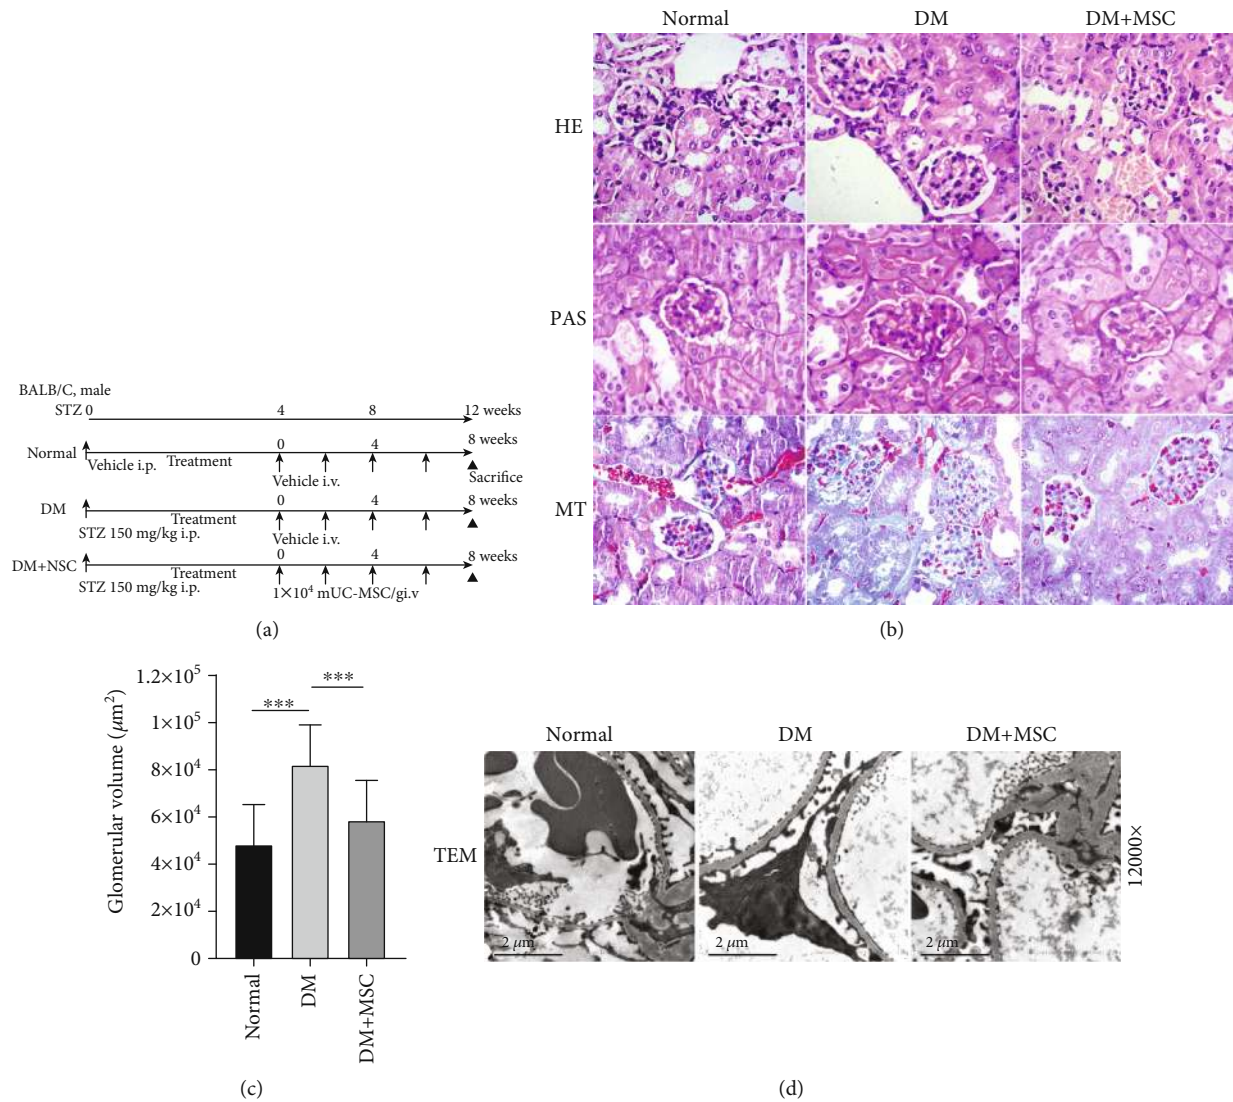 BALB/C, male
STZ 0 4 8 12 weeks
Normal 0 4 8 weeks
Vehicle i.p. Treatment Vehicle i.v. Sacrifice
DM 0 4 8 weeks
Treatment
STZ 150 mg/kg i.p. Vehicle i.v.
DM+NSC 0 4 8 weeks
Treatment
STZ 150 mg/kg i.p. 1×10⁴ mUC-MSC/gi.v
(a)
Normal DM DM+MSC
HE
PAS
MT
(b)
Glomerular volume (μm²)
1.2×10⁵
1×10⁵
8×10⁴
6×10⁴
4×10⁴
2×10⁴
0
***
***
Normal
DM
DM+MSC
(c)
Normal DM DM+MSC
TEM
2 μm 2 μm 2 μm
12000×
(d)